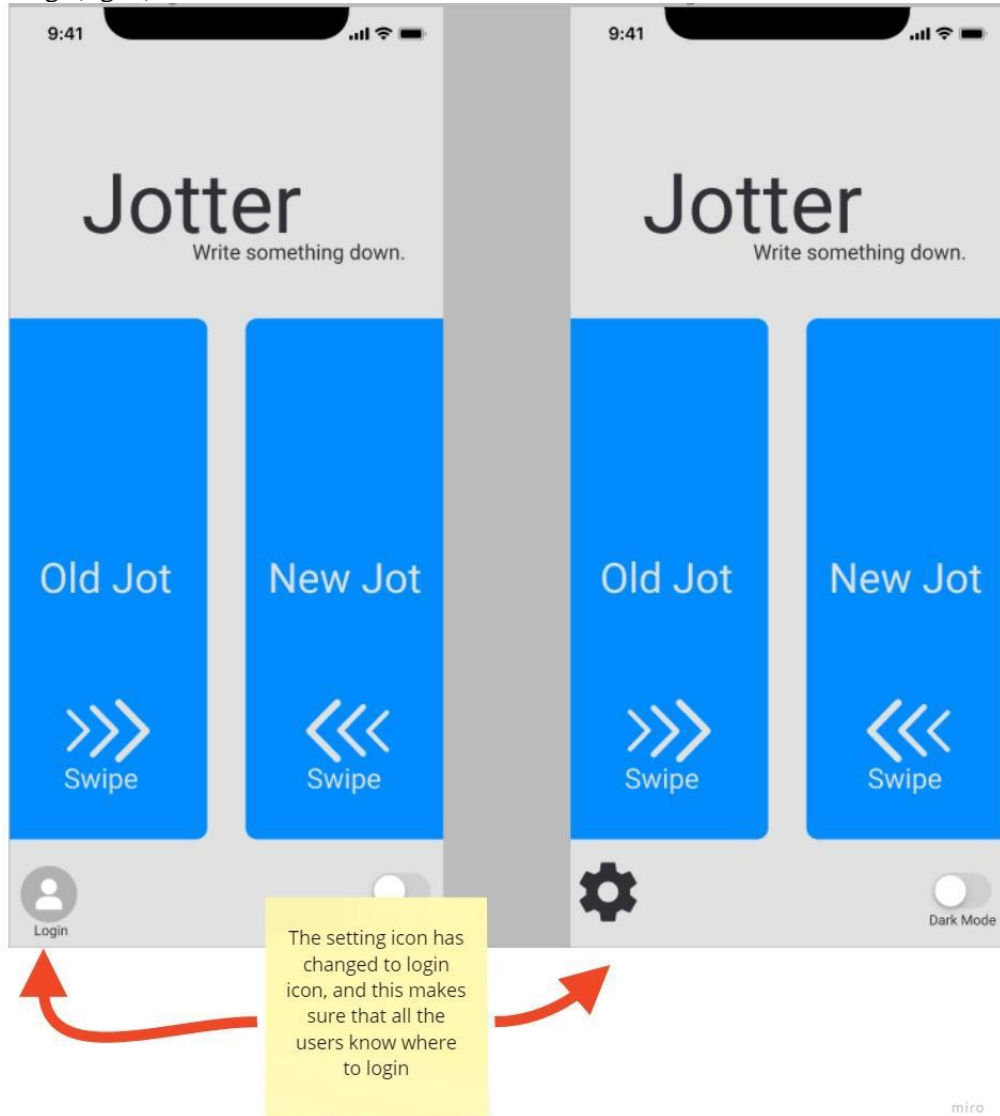 9:41
Jotter
Write something down.
Old Jot
New Jot
Swipe
Swipe
Login
9:41
Jotter
Write something down.
Old Jot
New Jot
Swipe
Swipe
Dark Mode
The setting icon has
changed to login
icon, and this makes
sure that all the
users know where
to login
miro